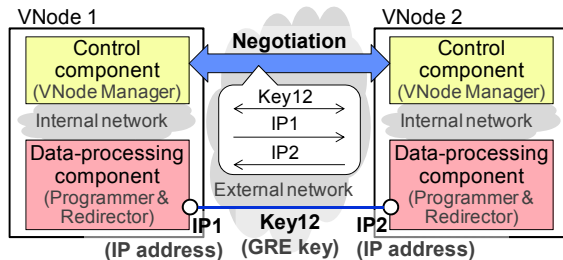 VNode 1
VNode 2
Control
component
(VNode Manager)
Negotiation
Control
component
(VNode Manager)
Key12
IP1
IP2
Internal network
Internal network
Data-processing
component
(Programmer &
Redirector)
External network
Data-processing
component
(Programmer &
Redirector)
IP1
(IP address)
Key12
(GRE key)
IP2
(IP address)